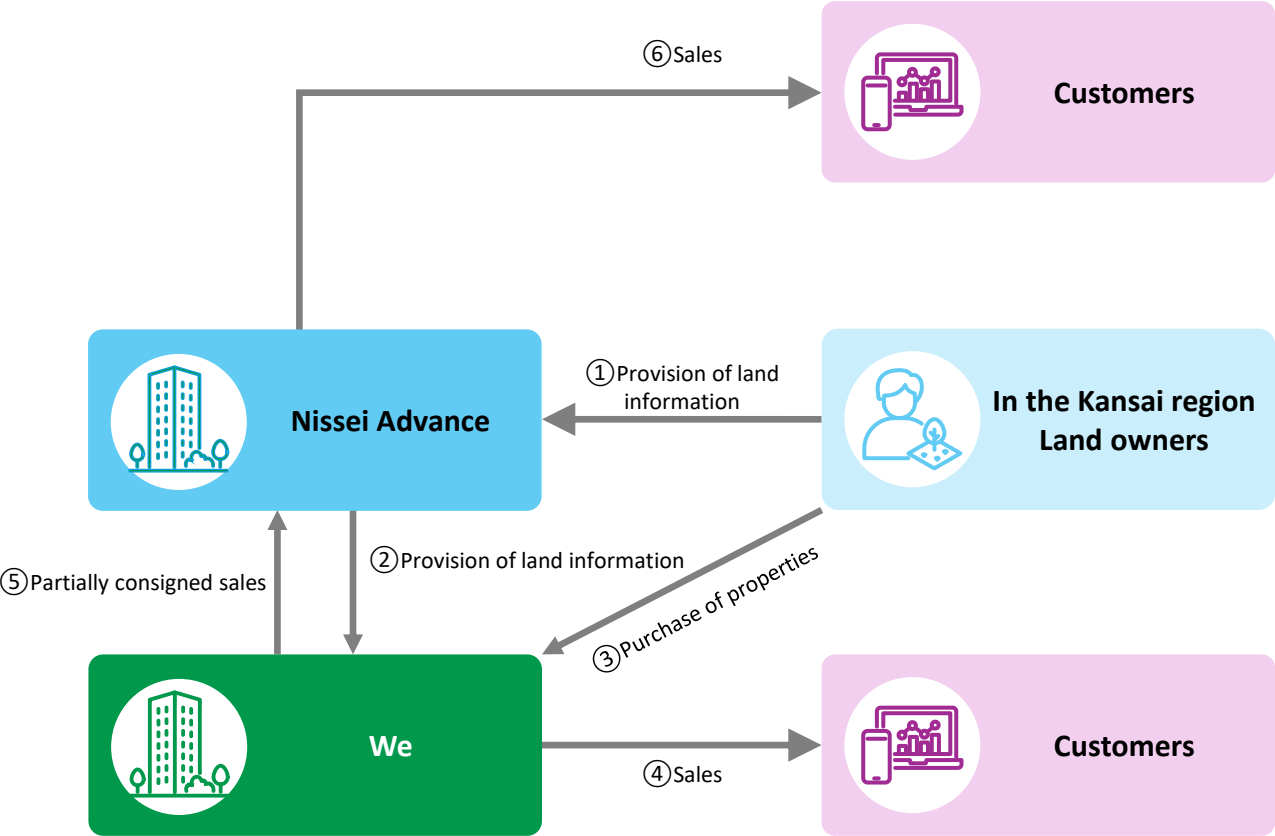 ⑥Sales
Customers
①Provision of land
information
Nissei Advance
In the Kansai region
Land owners
②Provision of land information
⑤Partially consigned sales
③Purchase of properties
We
④Sales
Customers